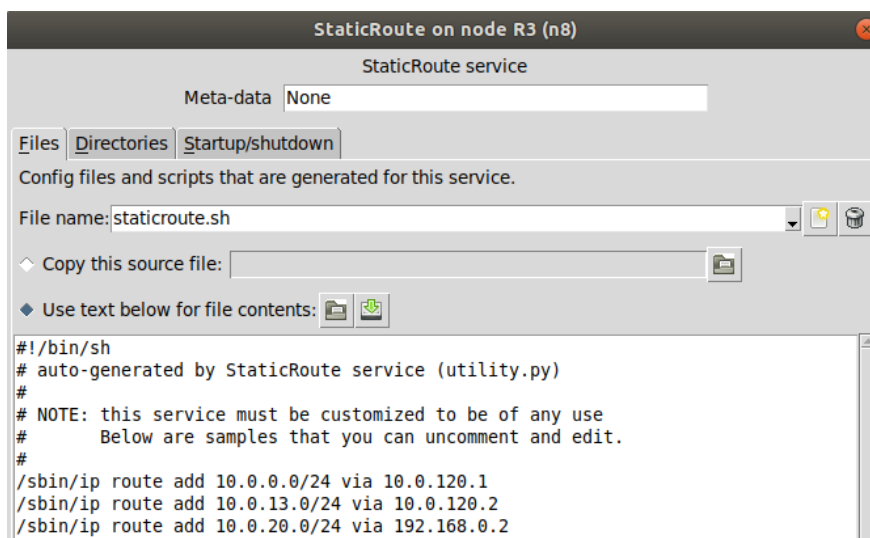 StaticRoute on node R3 (n8)
StaticRoute service
Meta-data None
Files Directories Startup/shutdown
Config files and scripts that are generated for this service.
File name: staticroute.sh
Copy this source file:
Use text below for file contents:
#!/bin/sh
# auto-generated by StaticRoute service (utility.py)
#
# NOTE: this service must be customized to be of any use
#       Below are samples that you can uncomment and edit.
#
/sbin/ip route add 10.0.0.0/24 via 10.0.120.1
/sbin/ip route add 10.0.13.0/24 via 10.0.120.2
/sbin/ip route add 10.0.20.0/24 via 192.168.0.2